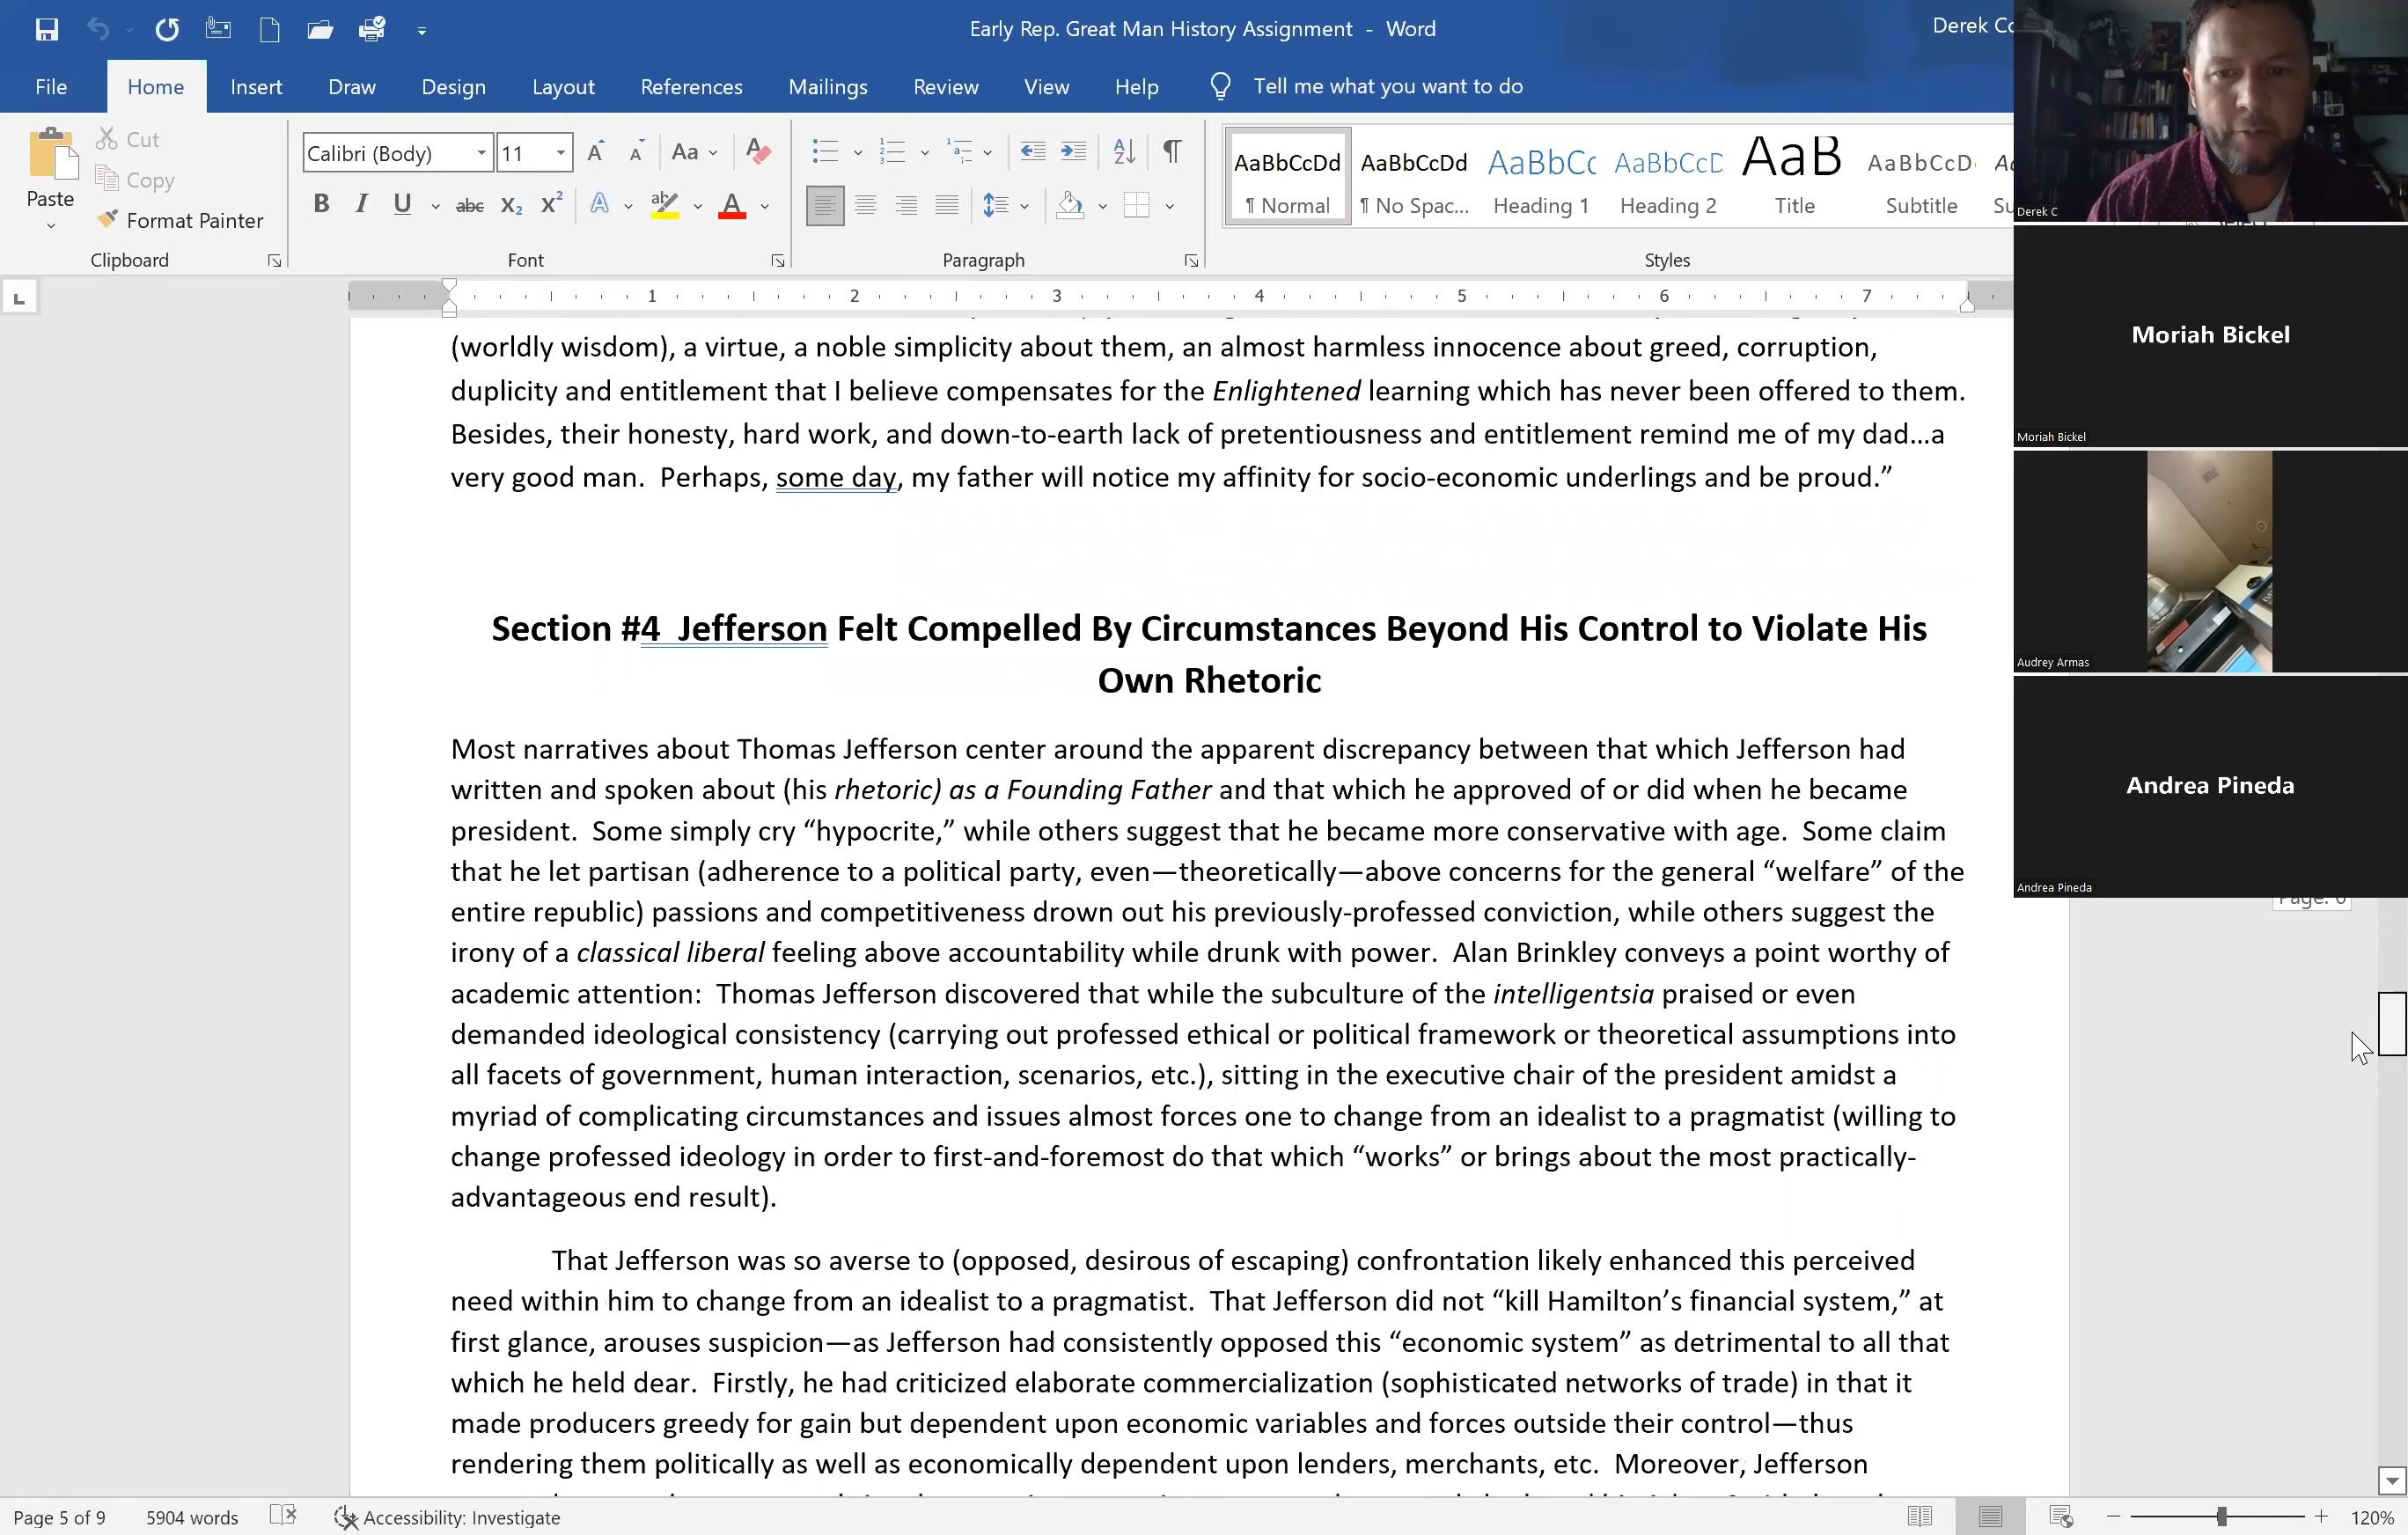 Early Rep. Great Man History Assignment - Word
Derek Co
File Home Insert Draw Design Layout References Mailings Review View Help Tell me what you want to do
Paste
Cut
Copy
Format Painter
Clipboard
Calibri (Body) 11
Font
Paragraph
AaBbCcDd AaBbCcDd AaBbCc AaBbCcD AaB AaBbCcD
¶ Normal ¶ No Spac... Heading 1 Heading 2 Title Subtitle Su
Styles
1 2 3 4 5 6 7
(worldly wisdom), a virtue, a noble simplicity about them, an almost harmless innocence about greed, corruption,
duplicity and entitlement that I believe compensates for the Enlightened learning which has never been offered to them.
Besides, their honesty, hard work, and down-to-earth lack of pretentiousness and entitlement remind me of my dad...a
very good man.  Perhaps, some day, my father will notice my affinity for socio-economic underlings and be proud.”
Section #4  Jefferson Felt Compelled By Circumstances Beyond His Control to Violate His
Own Rhetoric
Most narratives about Thomas Jefferson center around the apparent discrepancy between that which Jefferson had
written and spoken about (his rhetoric) as a Founding Father and that which he approved of or did when he became
president.  Some simply cry “hypocrite,” while others suggest that he became more conservative with age.  Some claim
that he let partisan (adherence to a political party, even—theoretically—above concerns for the general “welfare” of the
entire republic) passions and competitiveness drown out his previously-professed conviction, while others suggest the
irony of a classical liberal feeling above accountability while drunk with power.  Alan Brinkley conveys a point worthy of
academic attention:  Thomas Jefferson discovered that while the subculture of the intelligentsia praised or even
demanded ideological consistency (carrying out professed ethical or political framework or theoretical assumptions into
all facets of government, human interaction, scenarios, etc.), sitting in the executive chair of the president amidst a
myriad of complicating circumstances and issues almost forces one to change from an idealist to a pragmatist (willing to
change professed ideology in order to first-and-foremost do that which “works” or brings about the most practically-
advantageous end result).
That Jefferson was so averse to (opposed, desirous of escaping) confrontation likely enhanced this perceived
need within him to change from an idealist to a pragmatist.  That Jefferson did not “kill Hamilton’s financial system,” at
first glance, arouses suspicion—as Jefferson had consistently opposed this “economic system” as detrimental to all that
which he held dear.  Firstly, he had criticized elaborate commercialization (sophisticated networks of trade) in that it
made producers greedy for gain but dependent upon economic variables and forces outside their control—thus
rendering them politically as well as economically dependent upon lenders, merchants, etc.  Moreover, Jefferson
Derek C
Moriah Bickel
Moriah Bickel
Audrey Armas
Andrea Pineda
Andrea Pineda
Page: 6
Page 5 of 9 5904 words Accessibility: Investigate 120%